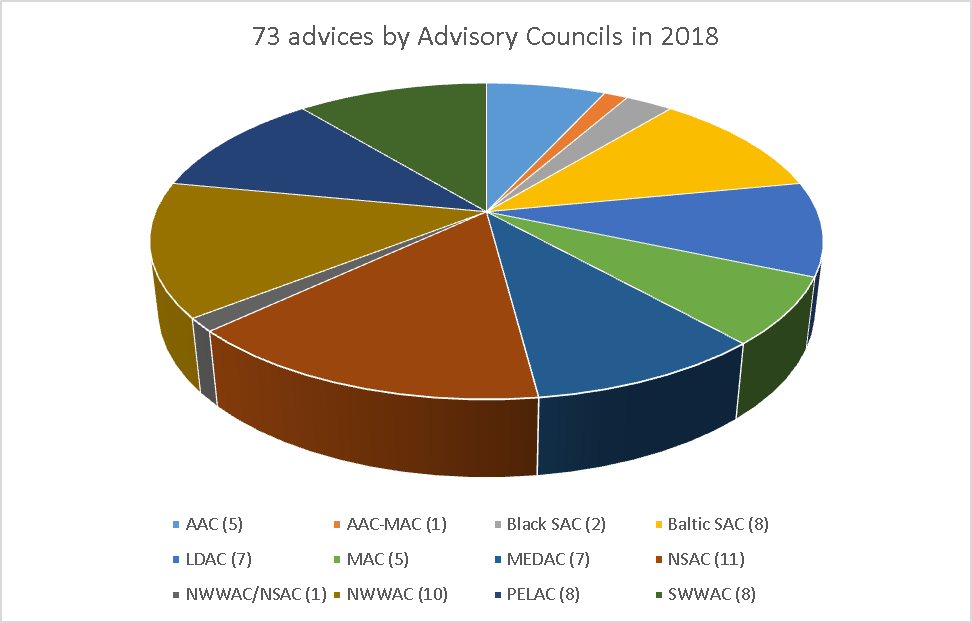 73 advices by Advisory Councils in 2018
AAC (5) AAC-MAC (1) Black SAC (2) Baltic SAC (8)
LDAC (7) MAC (5) MEDAC (7) NSAC (11)
NWWAC/NSAC (1) NWWAC (10) PELAC (8) SWWAC (8)